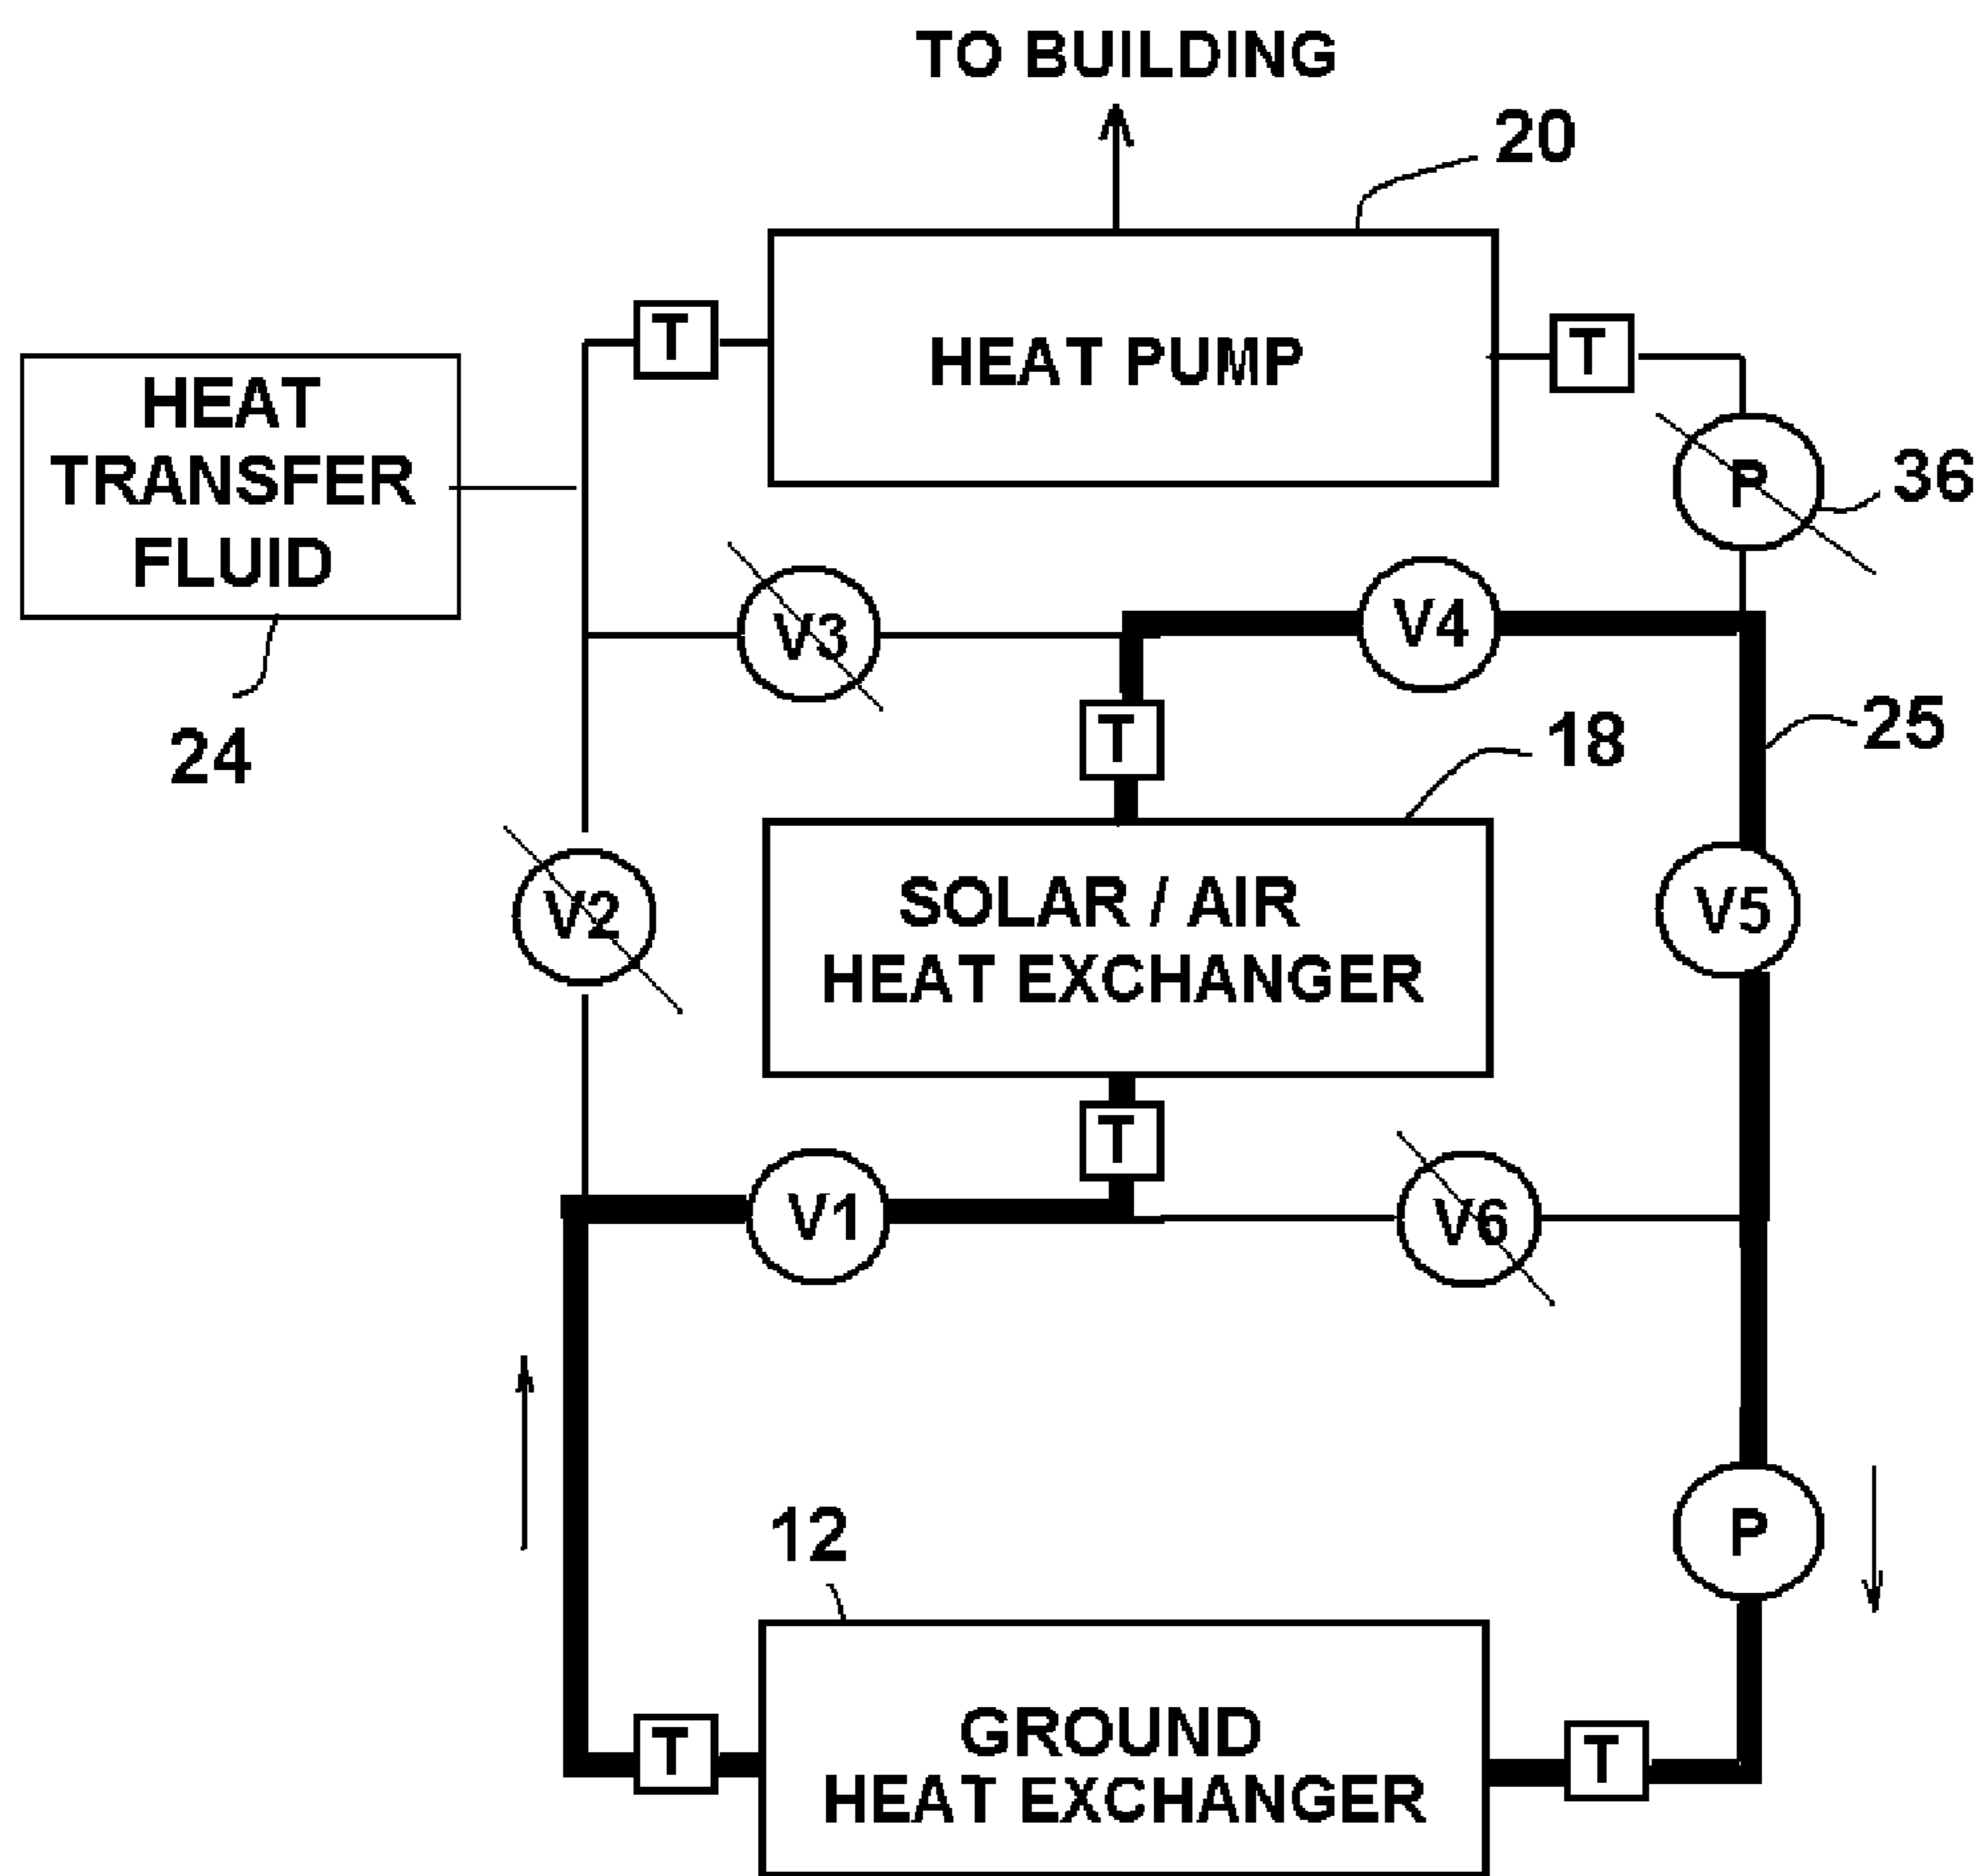 TO BUILDING
20
T
HEAT PUMP
T
HEAT
TRANSFER
FLUID
P
36
V3
V4
24
T
18
25
V2
SOLAR / AIR
HEAT EXCHANGER
V5
T
V1
V6
12
P
T
GROUND
HEAT EXCHANGER
T